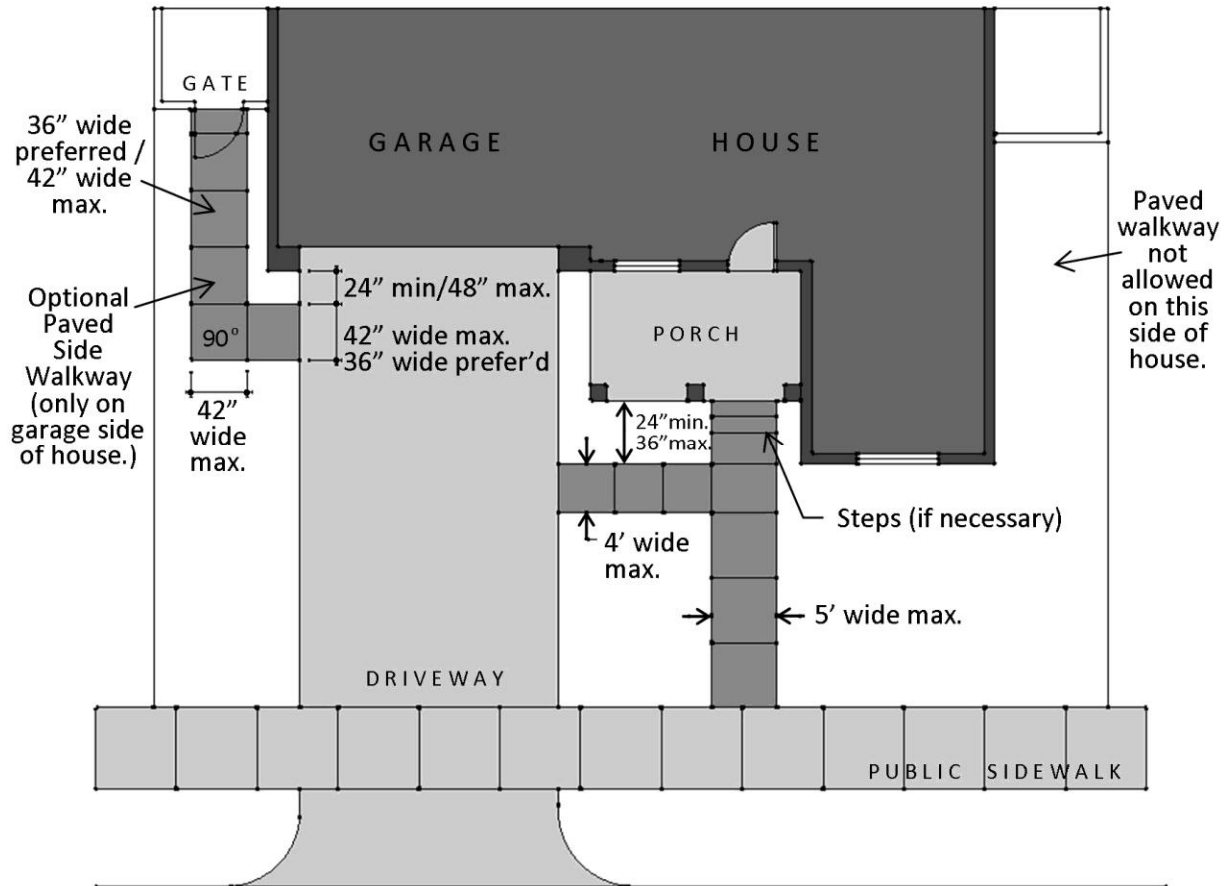 GATE
36” wide
preferred /
42” wide
max.
GARAGE
HOUSE
Paved
walkway
not
allowed
on this
side of
house.
Optional
Paved
Side
Walkway
(only on
garage side
of house.)
24” min/48” max.
90°
42” wide max.
36” wide prefer’d
PORCH
42”
wide
max.
24”min.
36”max.
Steps (if necessary)
4’ wide
max.
5’ wide max.
DRIVEWAY
PUBLIC SIDEWALK